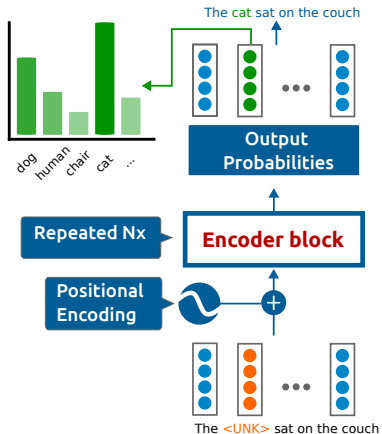 The cat sat on the couch
dog
human
chair
cat
...
Output
Probabilities
Repeated Nx
Encoder block
Positional
Encoding
The <UNK> sat on the couch